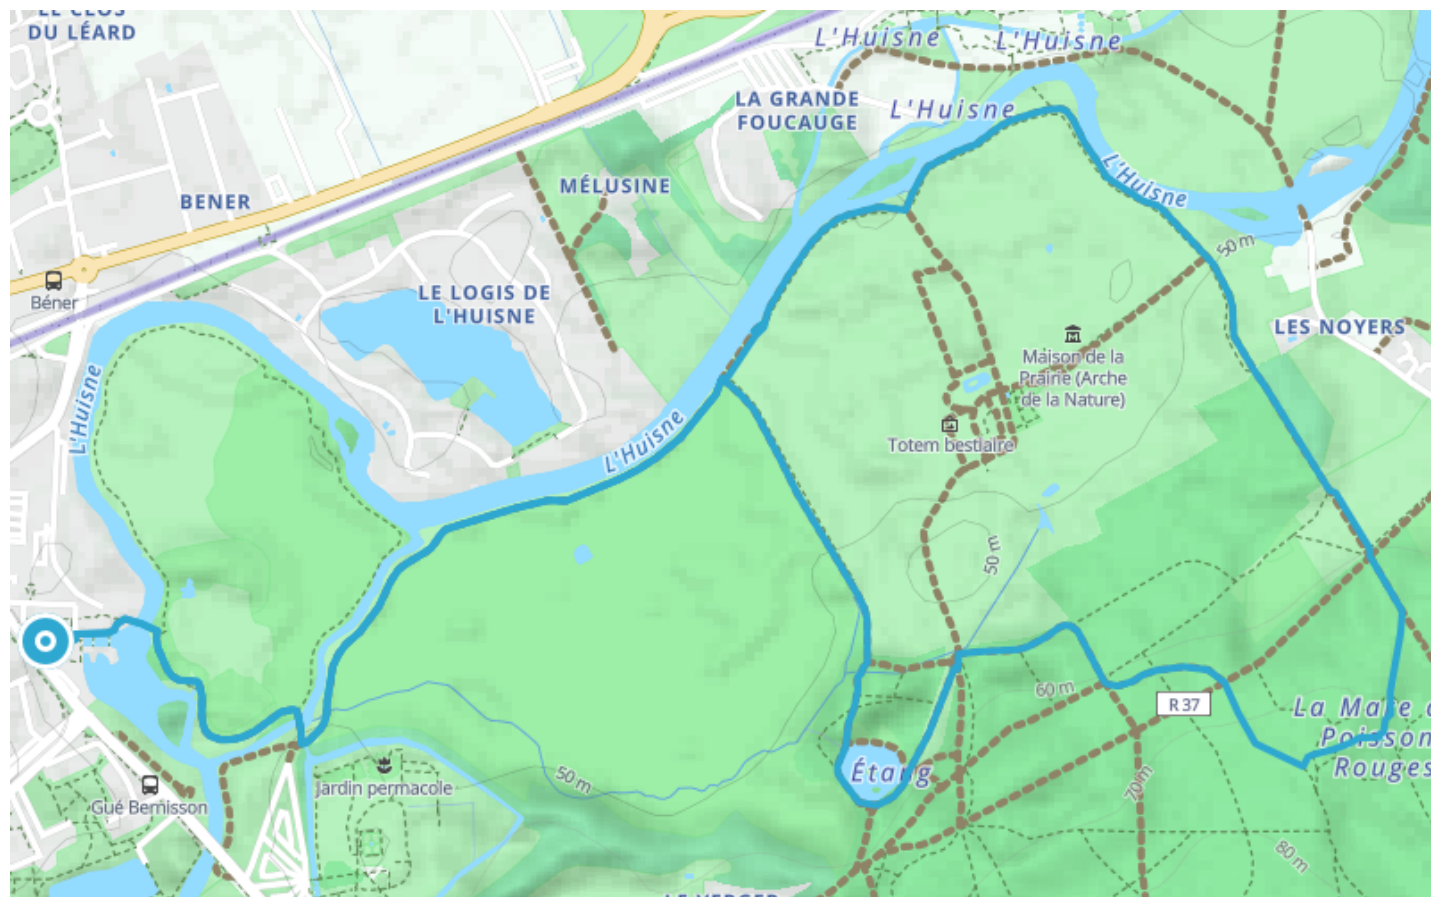 LE CLOS
DU LÉARD
L'Huisne
L'Huisne
LA GRANDE
FOUCAUGE
L'Huisne
BENER
MÉLUSINE
L'Huisne
50 m
Béner
LE LOGIS DE
L'HUISNE
LES NOYERS
Maison de la
Prairie (Arche
de la Nature)
L'Huisne
Totem bestiaire
L'Huisne
50 m
60 m
R 37
La Mare
Poisson
Rouges
Étang
50 m
Jardin permacole
70 m
Gué Bernisson
80 m
LE VERGER